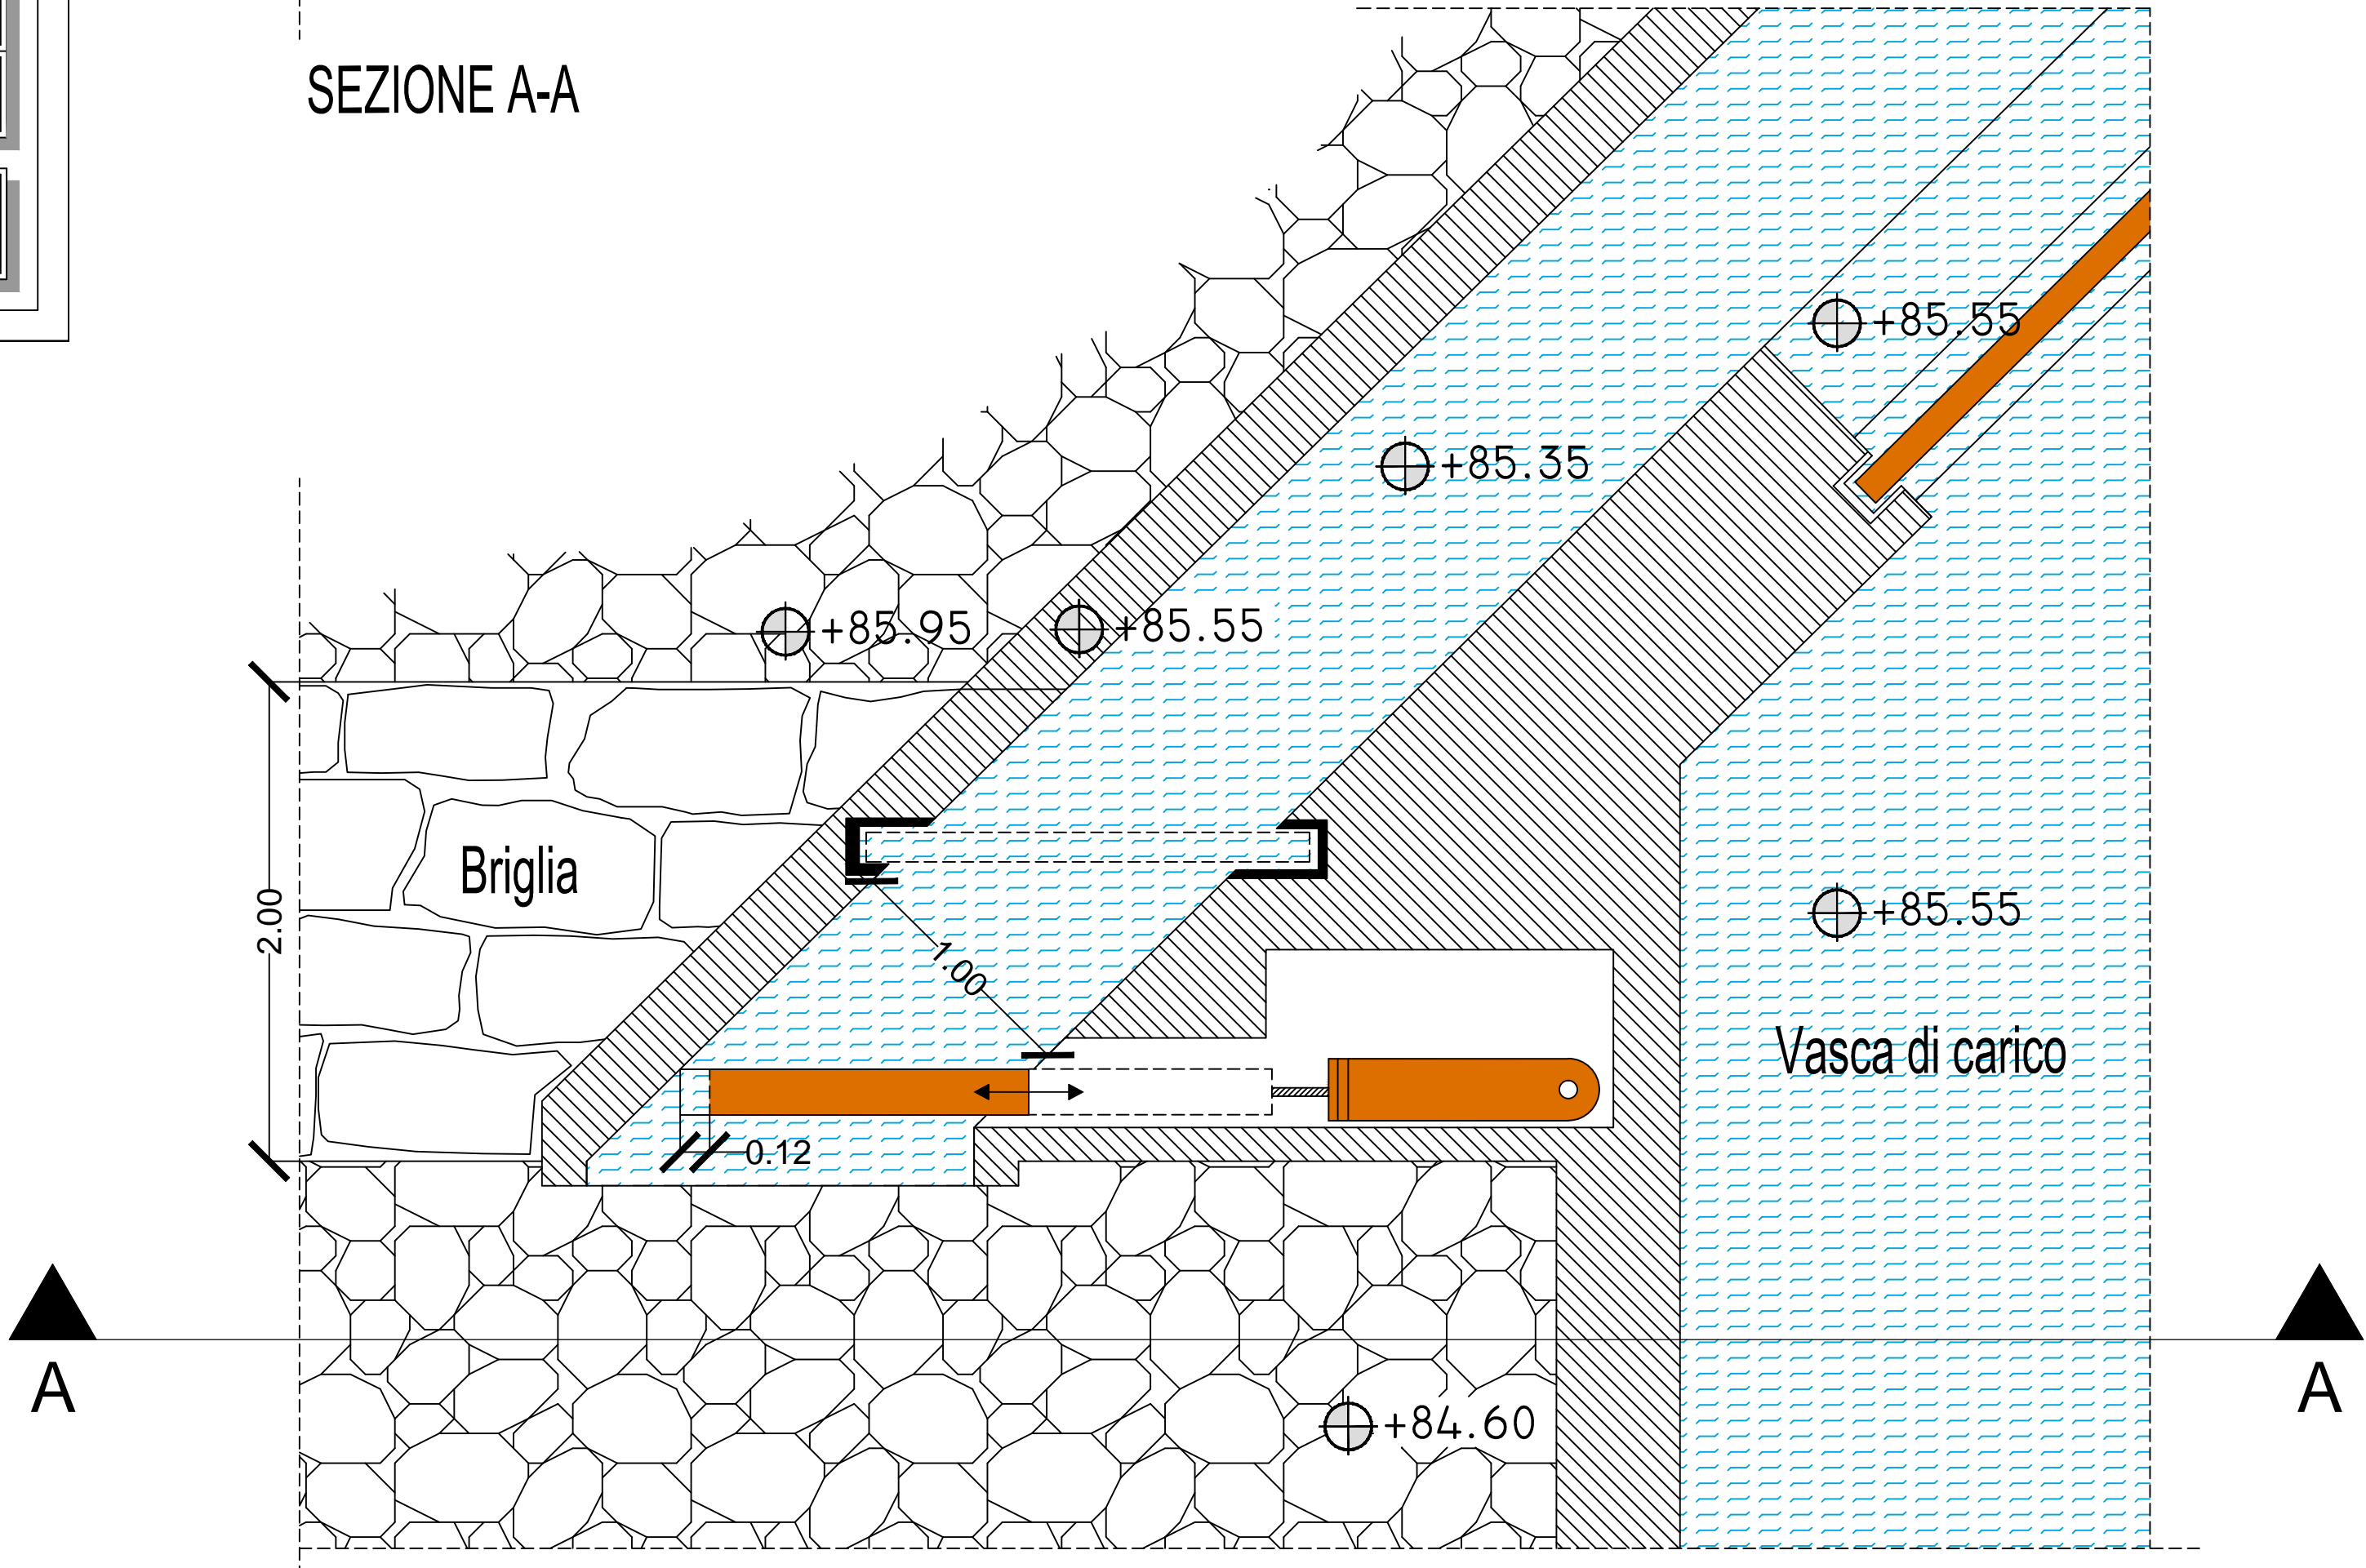 SEZIONE A-A
+85.55
+85.35
+85.95
+85.55
Briglia
2.00
+85.55
1.00
Vasca di carico
0.12
A
A
+84.60